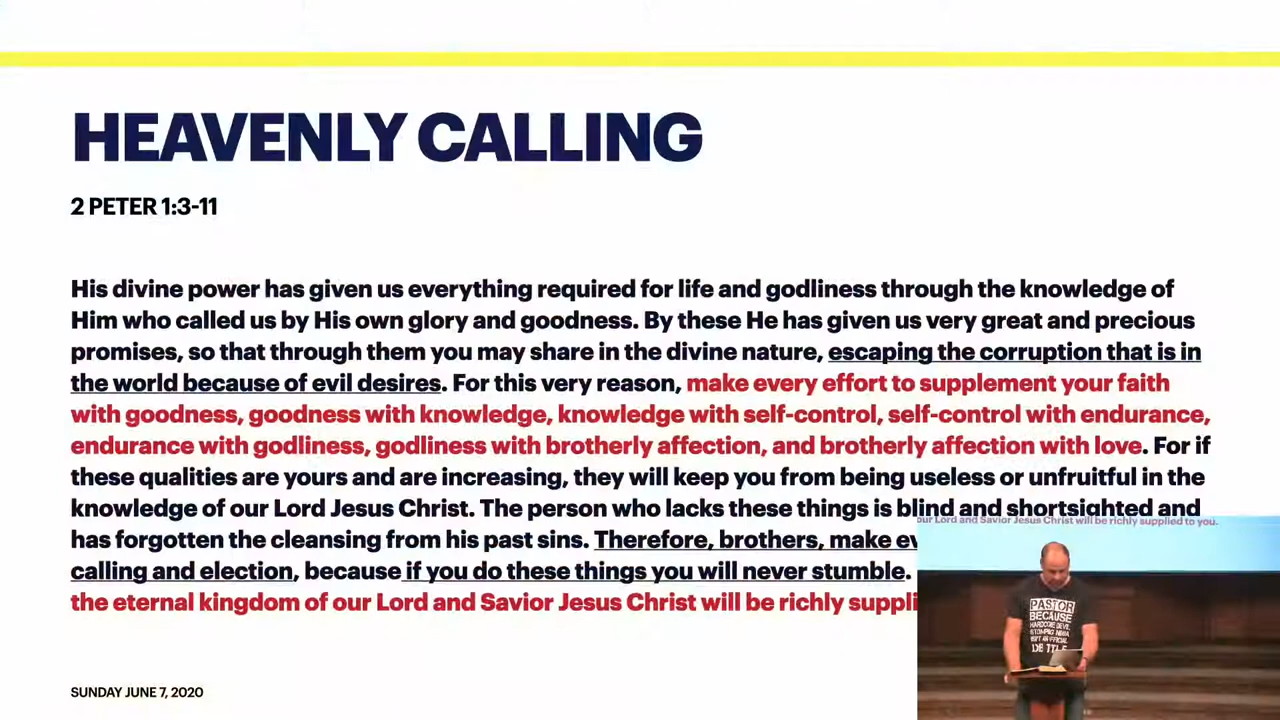 HEAVENLY CALLING
2 PETER 1:3-11
His divine power has given us everything required for life and godliness through the knowledge of
Him who called us by His own glory and goodness. By these He has given us very great and precious
promises, so that through them you may share in the divine nature, escaping the corruption that is in
the world because of evil desires. For this very reason, make every effort to supplement your faith
with goodness, goodness with knowledge, knowledge with self-control, self-control with endurance,
endurance with godliness, godliness with brotherly affection, and brotherly affection with love. For if
these qualities are yours and are increasing, they will keep you from being useless or unfruitful in the
knowledge of our Lord Jesus Christ. The person who lacks these things is blind and shortsighted and
has forgotten the cleansing from his past sins. Therefore, brothers, make ev
calling and election, because if you do these things you will never stumble.
the eternal kingdom of our Lord and Savior Jesus Christ will be richly suppli
our Lord and Savior Jesus Christ will be richly supplied to you.
PASTOR
BECAUSE
HARDCORE DEVIL
STOMPING NINJA
OFFICIAL
TITLE
SUNDAY JUNE 7, 2020